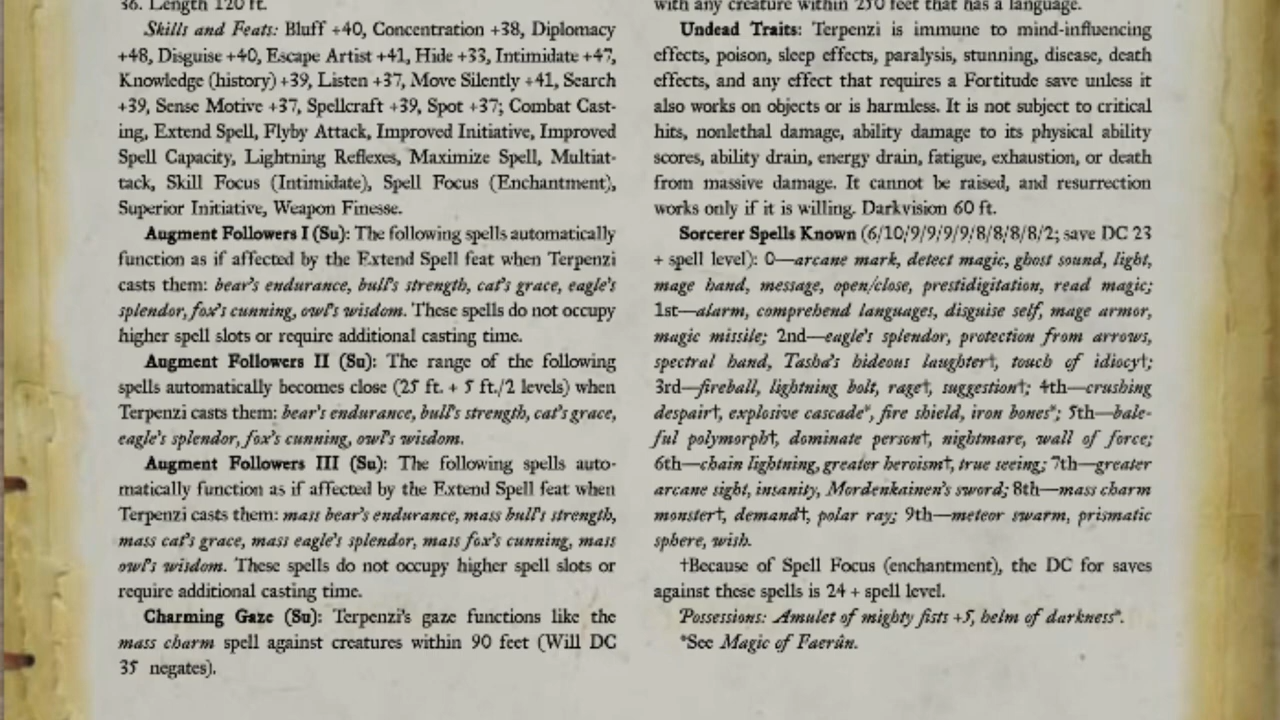 36. Length 120 ft.
Skills and Feats: Bluff +40, Concentration +38, Diplomacy
+48, Disguise +40, Escape Artist +41, Hide +33, Intimidate +47,
Knowledge (history) +39, Listen +37, Move Silently +41, Search
+39, Sense Motive +37, Spellcraft +39, Spot +37; Combat Cast-
ing, Extend Spell, Flyby Attack, Improved Initiative, Improved
Spell Capacity, Lightning Reflexes, Maximize Spell, Multiat-
tack, Skill Focus (Intimidate), Spell Focus (Enchantment),
Superior Initiative, Weapon Finesse.
Augment Followers I (Su): The following spells automatically
function as if affected by the Extend Spell feat when Terpenzi
casts them: bear's endurance, bull's strength, cat's grace, eagle's
splendor, fox's cunning, owl's wisdom. These spells do not occupy
higher spell slots or require additional casting time.
Augment Followers II (Su): The range of the following
spells automatically becomes close (25 ft. + 5 ft./2 levels) when
Terpenzi casts them: bear's endurance, bull's strength, cat's grace,
eagle's splendor, fox's cunning, owl's wisdom.
Augment Followers III (Su): The following spells auto-
matically function as if affected by the Extend Spell feat when
Terpenzi casts them: mass bear's endurance, mass bull's strength,
mass cat's grace, mass eagle's splendor, mass fox's cunning, mass
owl's wisdom. These spells do not occupy higher spell slots or
require additional casting time.
Charming Gaze (Su): Terpenzi's gaze functions like the
mass charm spell against creatures within 90 feet (Will DC
35 negates).
with any creature within 250 feet that has a language.
Undead Traits: Terpenzi is immune to mind-influencing
effects, poison, sleep effects, paralysis, stunning, disease, death
effects, and any effect that requires a Fortitude save unless it
also works on objects or is harmless. It is not subject to critical
hits, nonlethal damage, ability damage to its physical ability
scores, ability drain, energy drain, fatigue, exhaustion, or death
from massive damage. It cannot be raised, and resurrection
works only if it is willing. Darkvision 60 ft.
Sorcerer Spells Known (6/10/9/9/9/9/8/8/8/8/2; save DC 23
+ spell level): 0—arcane mark, detect magic, ghost sound, light,
mage hand, message, open/close, prestidigitation, read magic;
1st—alarm, comprehend languages, disguise self, mage armor,
magic missile; 2nd—eagle's splendor, protection from arrows,
spectral hand, Tasha's hideous laughter†, touch of idiocy†;
3rd—fireball, lightning bolt, rage†, suggestion†; 4th—crushing
despair†, explosive cascade*, fire shield, iron bones*; 5th—bale-
ful polymorph†, dominate person†, nightmare, wall of force;
6th—chain lightning, greater heroism†, true seeing; 7th—greater
arcane sight, insanity, Mordenkainen's sword; 8th—mass charm
monster†, demand†, polar ray; 9th—meteor swarm, prismatic
sphere, wish.
†Because of Spell Focus (enchantment), the DC for saves
against these spells is 24 + spell level.
Possessions: Amulet of mighty fists +5, helm of darkness*.
*See Magic of Faerûn.